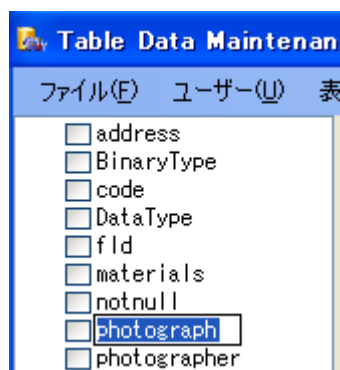 Table Data Maintenan
ファイル(F) ユーザー(U) 表
address
BinaryType
code
DataType
fld
materials
notnull
photograph
photographer